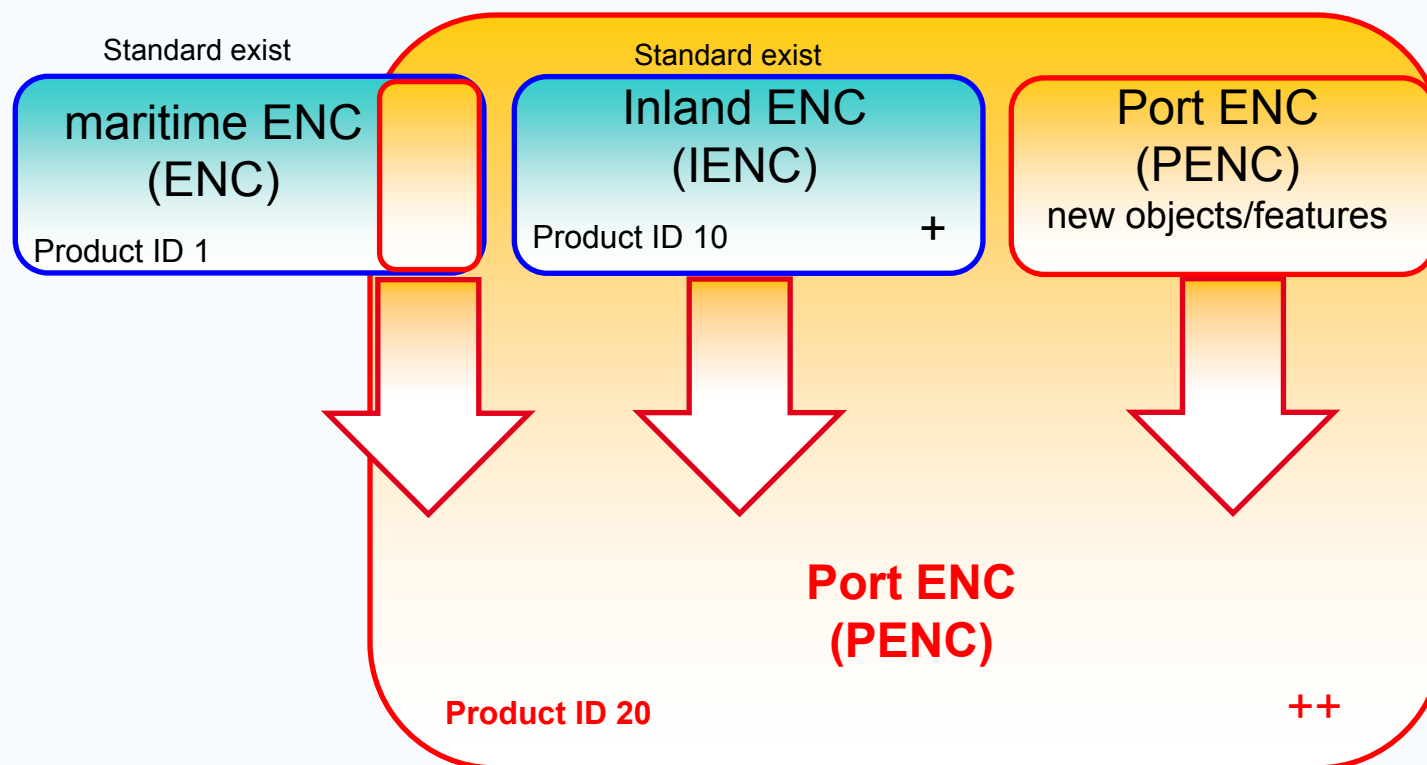 Standard exist
maritime ENC
(ENC)
Product ID 1
Standard exist
Inland ENC
(IENC)
Product ID 10 +
Port ENC
(PENC)
new objects/features
Port ENC
(PENC)
Product ID 20 ++